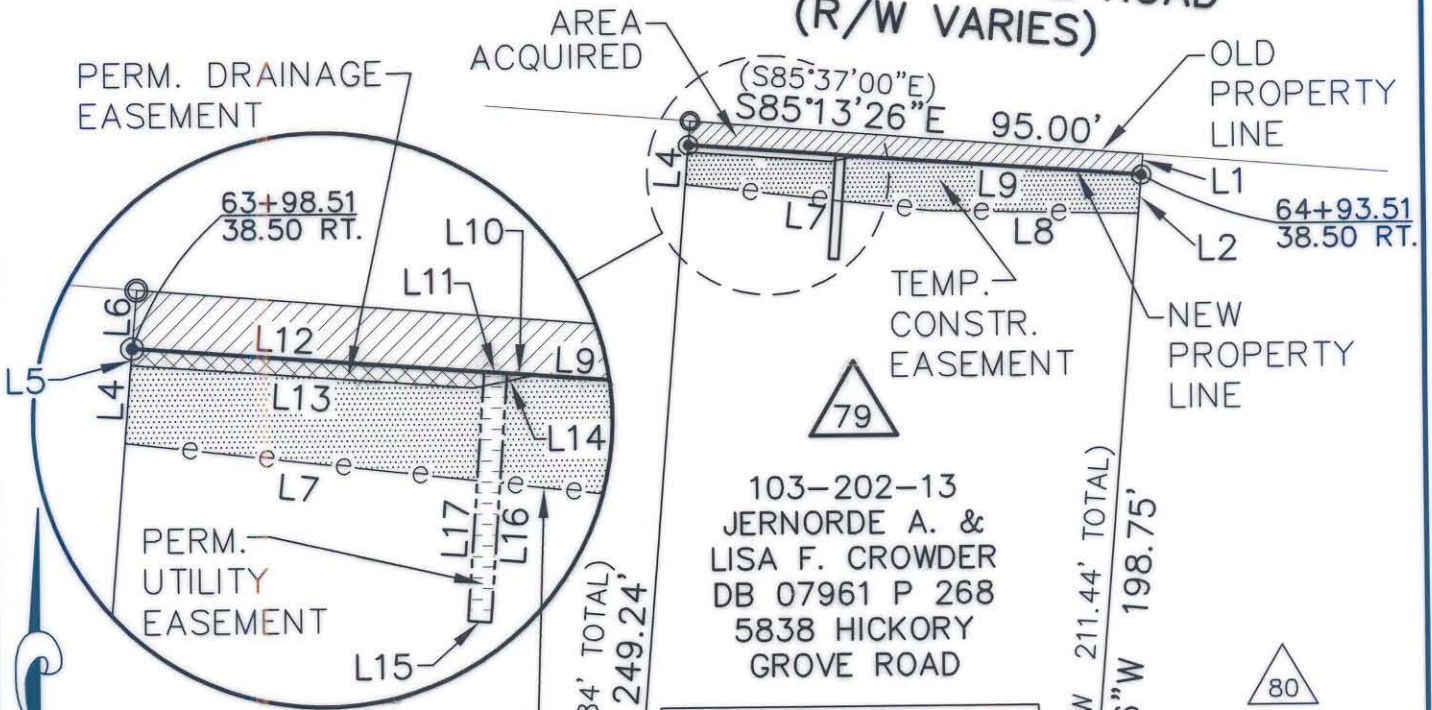 ROAD
(R/W VARIES)
AREA
ACQUIRED
PERM. DRAINAGE
EASEMENT
(S85°37'00"E)
S85°13'26"E 95.00'
OLD
PROPERTY
LINE
L4
L9
L1
L7
L8
L2
64+93.51
38.50 RT.
63+98.51
38.50 RT.
L10
L11
L6
L12
L9
L5
L4
L13
L14
L7
L17
L16
PERM.
UTILITY
EASEMENT
L15
TEMP.
CONSTR.
EASEMENT
NEW
PROPERTY
LINE
79
103-202-13
JERNORDE A. &
LISA F. CROWDER
DB 07961 P 268
5838 HICKORY
GROVE ROAD
34' TOTAL)
249.24'
W 211.44' TOTAL)
"W 198.75'
80
e e e e e
e e e e e e